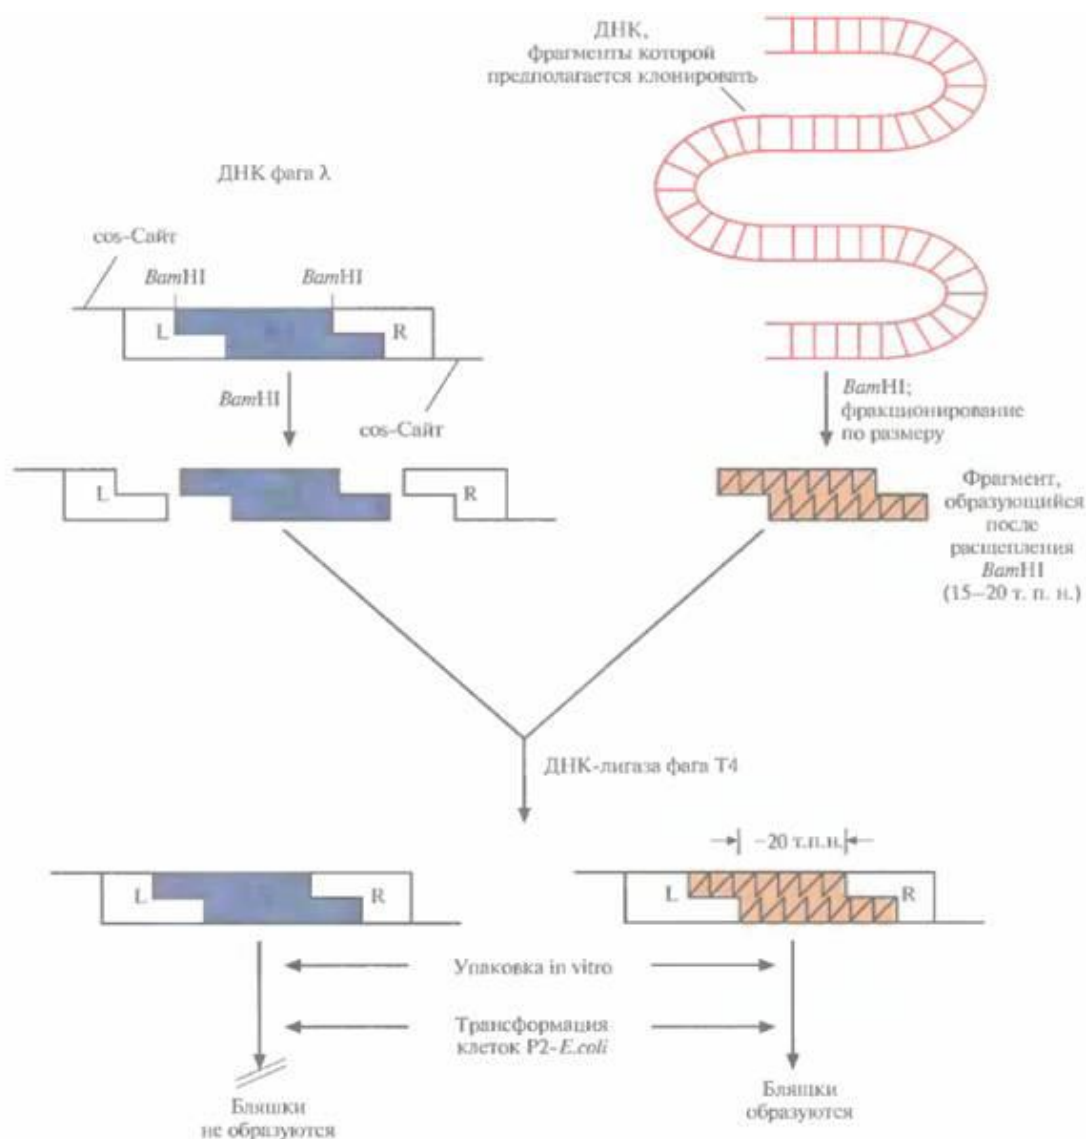 ДНК,
фрагменты которой
предполагается клонировать
ДНК фага λ
cos-Сайт
BamHI
BamHI
L
R
BamHI
cos-Сайт
BamHI;
фракционирование
по размеру
L
R
Фрагмент,
образующийся
после
расщепления
BamHI
(15–20 т. п. н.)
ДНК-лигаза фага T4
~20 т.п.н.
L
R
L
R
Упаковка in vitro
Трансформация
клеток P2-E.coli
Бляшки
не образуются
Бляшки
образуются